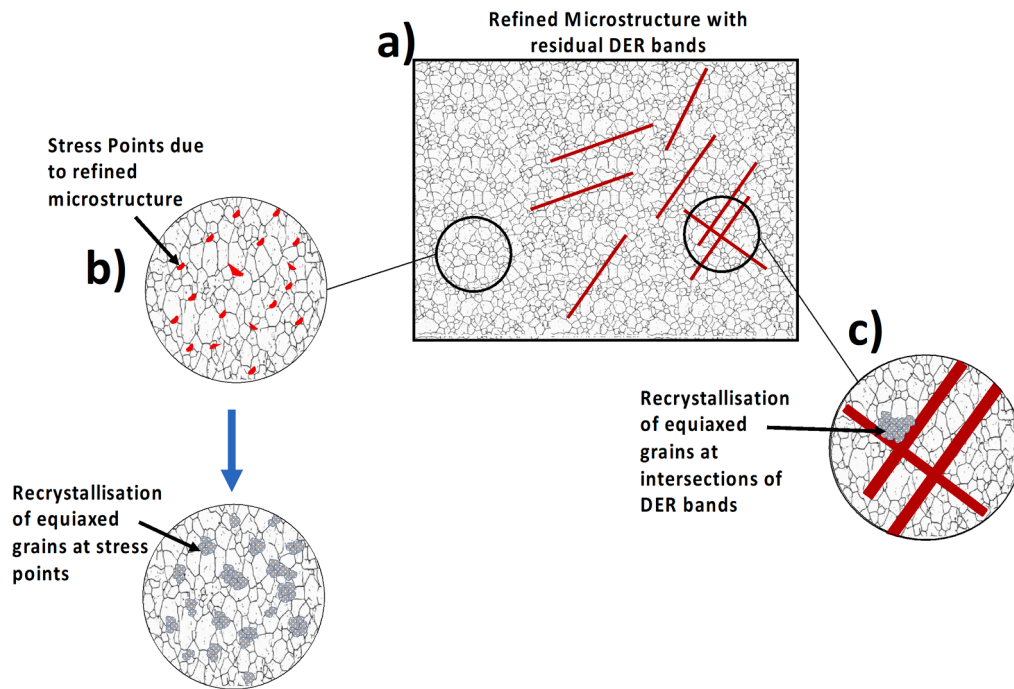 Refined Microstructure with
residual DER bands
a)
Stress Points due
to refined
microstructure
b)
c)
Recrystallisation
of equiaxed
grains at
intersections of
DER bands
Recrystallisation
of equiaxed
grains at stress
points